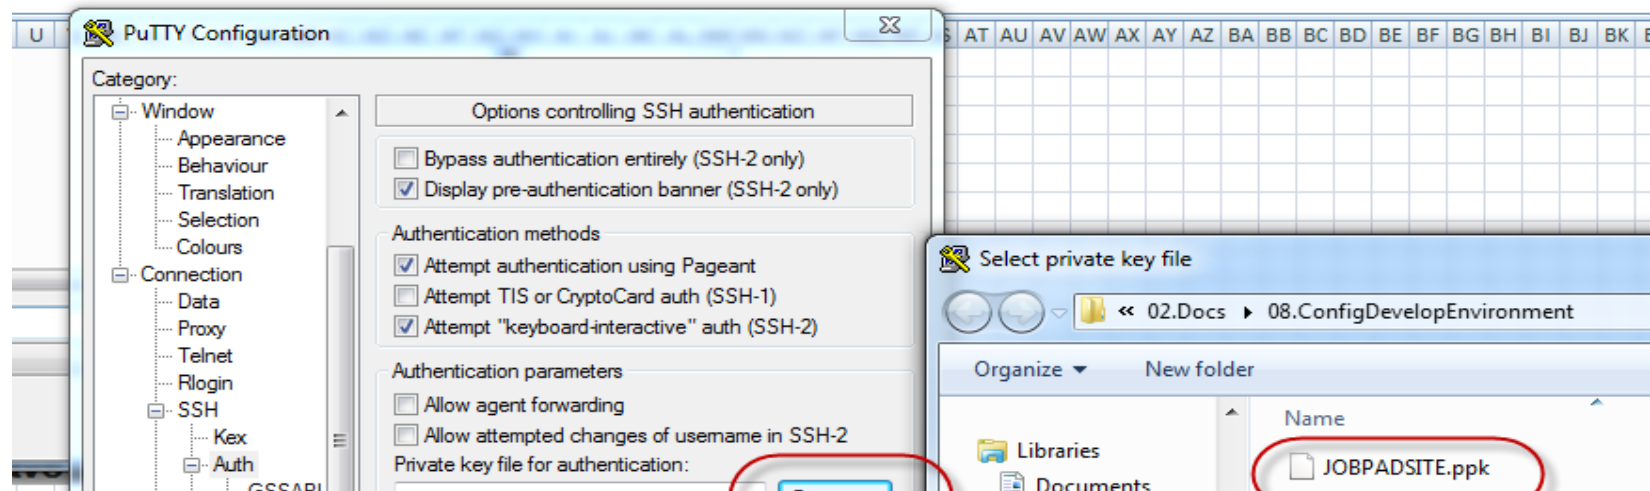 U
PuTTY Configuration
AT AU AV AW AX AY AZ BA BB BC BD BE BF BG BH BI BJ BK
Category:
Window
Appearance
Behaviour
Translation
Selection
Colours
Connection
Data
Proxy
Telnet
Rlogin
SSH
Kex
Auth
Options controlling SSH authentication
Bypass authentication entirely (SSH-2 only)
Display pre-authentication banner (SSH-2 only)
Authentication methods
Attempt authentication using Pageant
Attempt TIS or CryptoCard auth (SSH-1)
Attempt "keyboard-interactive" auth (SSH-2)
Authentication parameters
Allow agent forwarding
Allow attempted changes of username in SSH-2
Private key file for authentication:
Select private key file
« 02.Docs 08.ConfigDevelopEnvironment
Organize New folder
Libraries
Documents
Name
JOBPADSITE.ppk